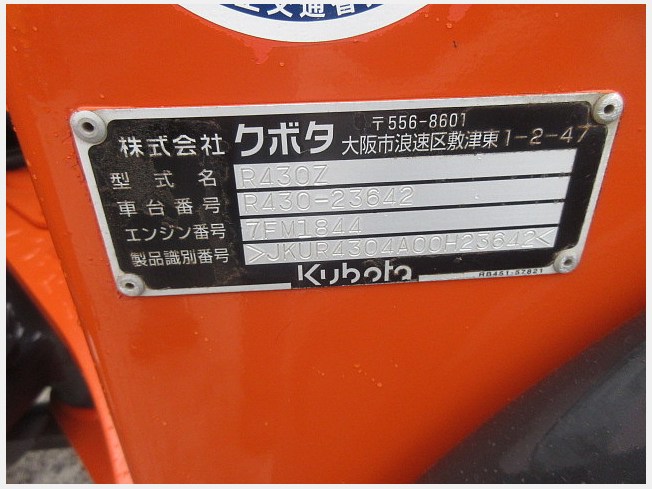 株式会社 クボタ 〒556-8601
大阪市浪速区敷津東1-2-47
型式名 R430Z
車台番号 R430-23642
エンジン番号 7FM1844
製品識別番号 >JKUR4304A00H23642<
Kubota RB451-57821